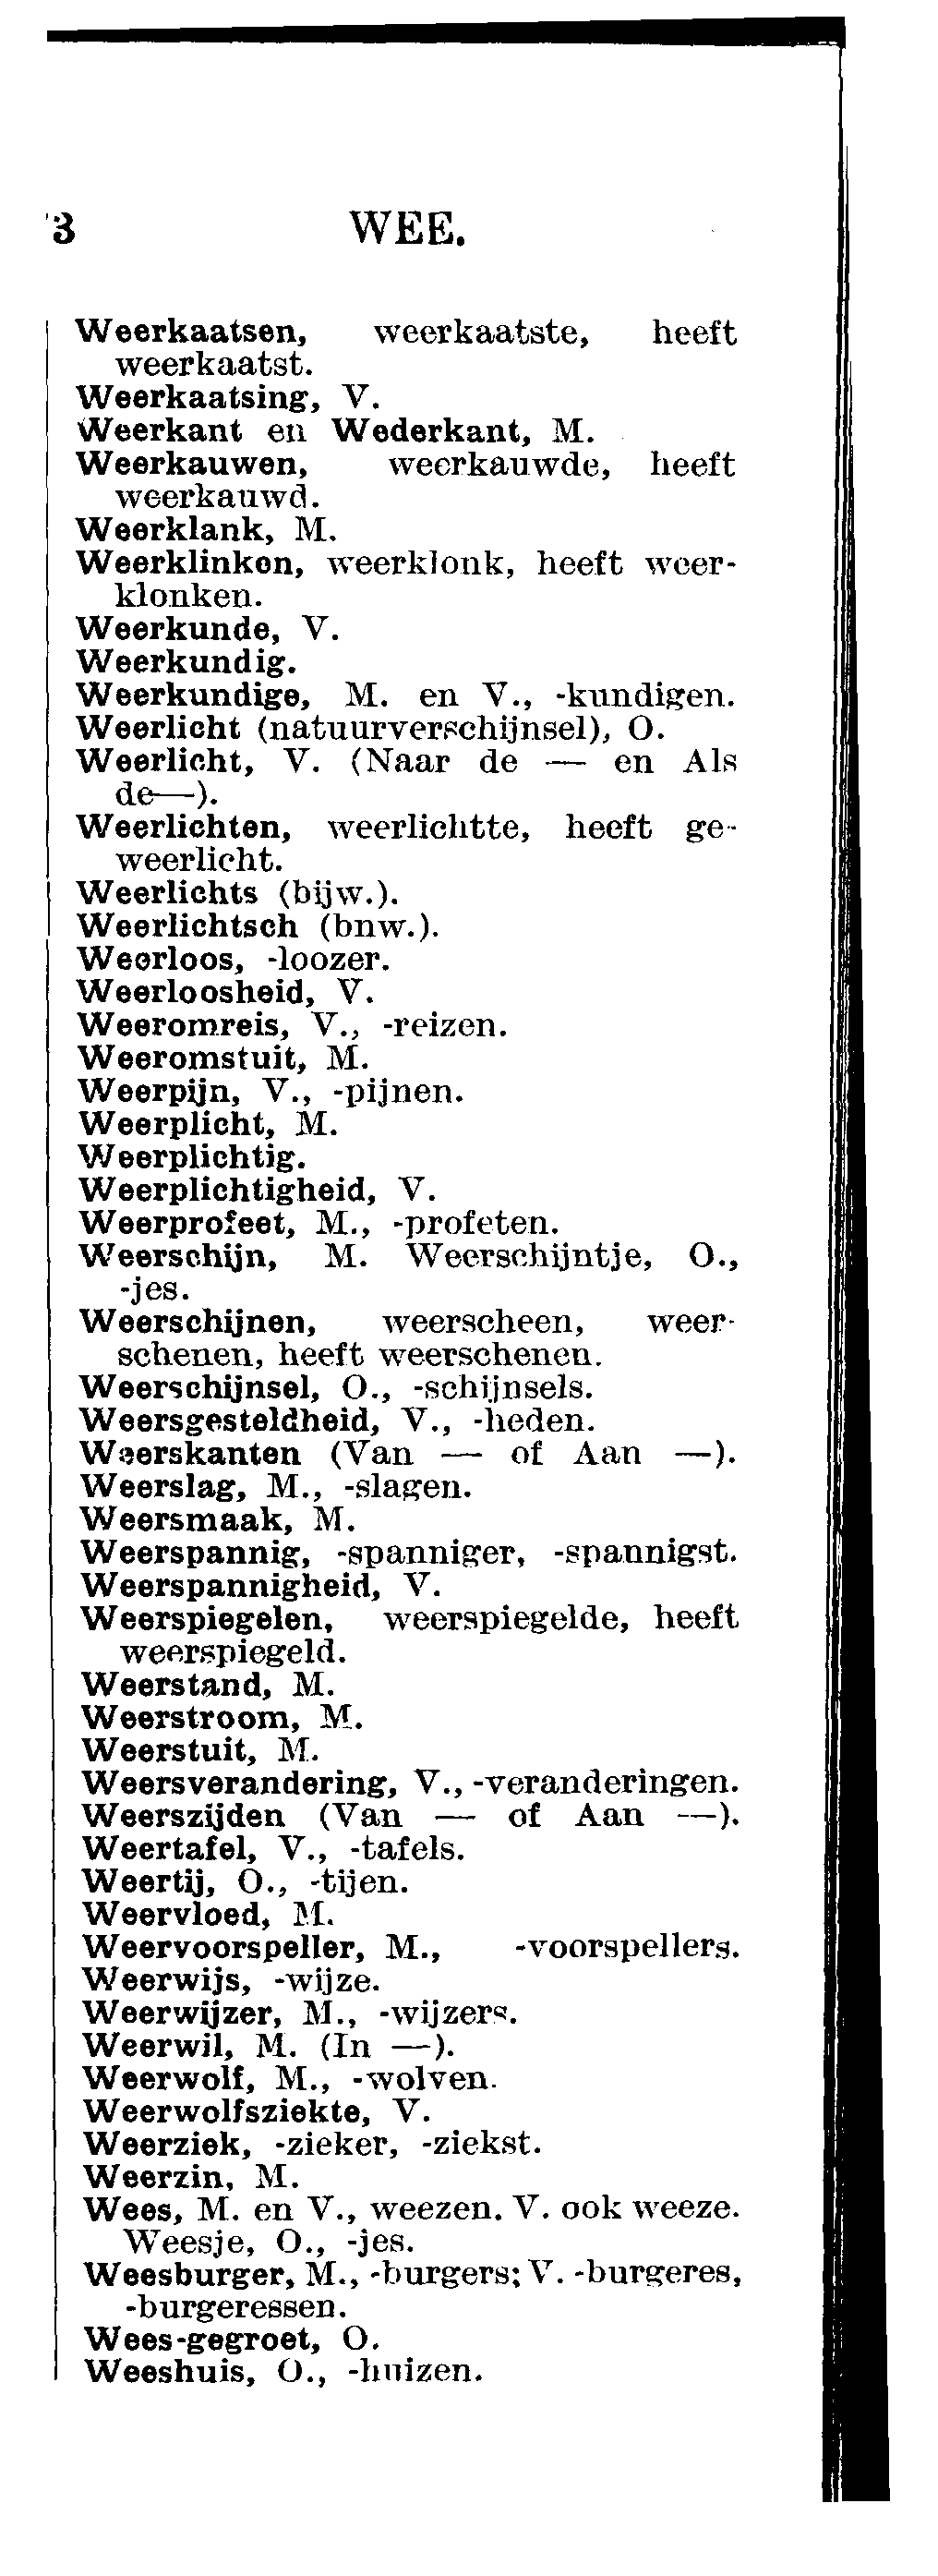 3 WEE.
Weerkaatsen, weerkaatste, heeft
weerkaatst.
Weerkaatsing, V.
Weerkant en Wederkant, M.
Weerkauwen, weerkauwde, heeft
weerkauwd.
Weerklank, M.
Weerklinken, weerklonk, heeft weer-
klonken.
Weerkunde, V.
Weerkundig.
Weerkundige, M. en V., -kundigen.
Weerlicht (natuurverschijnsel), O.
Weerlicht, V. (Naar de — en Als
de—).
Weerlichten, weerlichtte, heeft ge-
weerlicht.
Weerlichts (bijw.).
Weerlichtsch (bnw.).
Weerloos, -loozer.
Weerloosheid, V.
Weeromreis, V., -reizen.
Weeromstuit, M.
Weerpijn, V., -pijnen.
Weerplicht, M.
Weerplichtig.
Weerplichtigheid, V.
Weerprofeet, M., -profeten.
Weerschijn, M. Weerschijntje, O.,
-jes.
Weerschijnen, weerscheen, weer-
schenen, heeft weerschenen.
Weerschijnsel, O., -schijnsels.
Weersgesteldheid, V., -heden.
Weerskanten (Van — of Aan —).
Weerslag, M., -slagen.
Weersmaak, M.
Weerspannig, -spanniger, -spannigst.
Weerspannigheid, V.
Weerspiegelen, weerspiegelde, heeft
weerspiegeld.
Weerstand, M.
Weerstroom, M.
Weerstuit, M.
Weersverandering, V., -veranderingen.
Weerszijden (Van — of Aan —).
Weertafel, V., -tafels.
Weertij, O., -tijen.
Weervloed, M.
Weervoorspeller, M., -voorspellers.
Weerwijs, -wijze.
Weerwijzer, M., -wijzers.
Weerwil, M. (In —).
Weerwolf, M., -wolven.
Weerwolfsziekte, V.
Weerziek, -zieker, -ziekst.
Weerzin, M.
Wees, M. en V., weezen. V. ook weeze.
Weesje, O., -jes.
Weesburger, M., -burgers; V. -burgeres,
-burgeressen.
Wees-gegroet, O.
Weeshuis, O., -huizen.